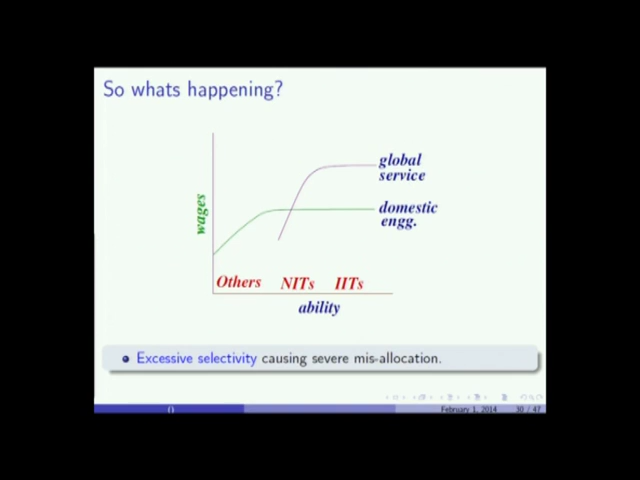 So whats happening?
global
service
wages
domestic
engg.
Others NITs IITs
ability
Excessive selectivity causing severe mis-allocation.
() February 1, 2014 30 / 47